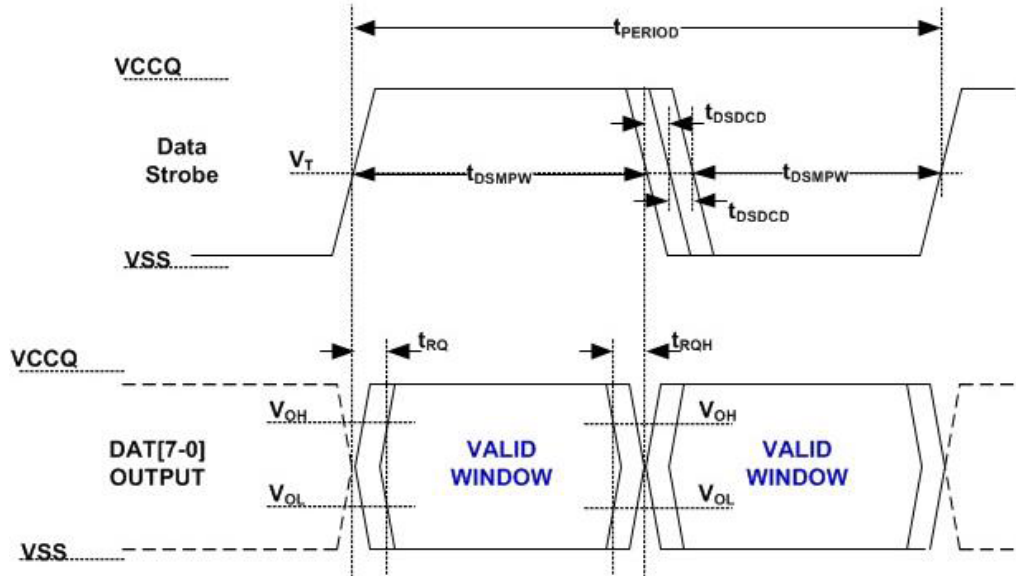 tPERIOD
VCCQ
tDSDCD
Data
Strobe
VT
tDSMPW
tDSMPW
tDSDCD
VSS
tRQ
tRQH
VCCQ
VOH
VOH
DAT[7-0]
OUTPUT
VALID
WINDOW
VALID
WINDOW
VOL
VOL
VSS